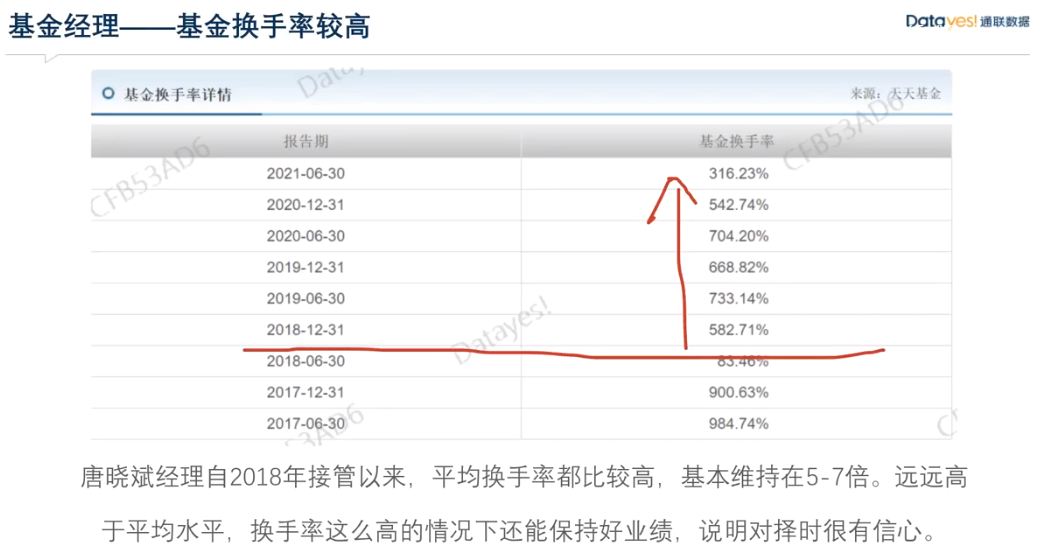 基金经理——基金换手率较高
Datayes!通联数据
基金换手率详情
来源：天天基金
报告期 基金换手率
2021-06-30 316.23%
2020-12-31 542.74%
2020-06-30 704.20%
2019-12-31 668.82%
2019-06-30 733.14%
2018-12-31 582.71%
2018-06-30 83.46%
2017-12-31 900.63%
2017-06-30 984.74%
唐晓斌经理自2018年接管以来，平均换手率都比较高，基本维持在5-7倍。远远高
于平均水平，换手率这么高的情况下还能保持好业绩，说明对择时很有信心。
Datay
CFB53AD6
CFB53AD6
Datayes!
53AD6